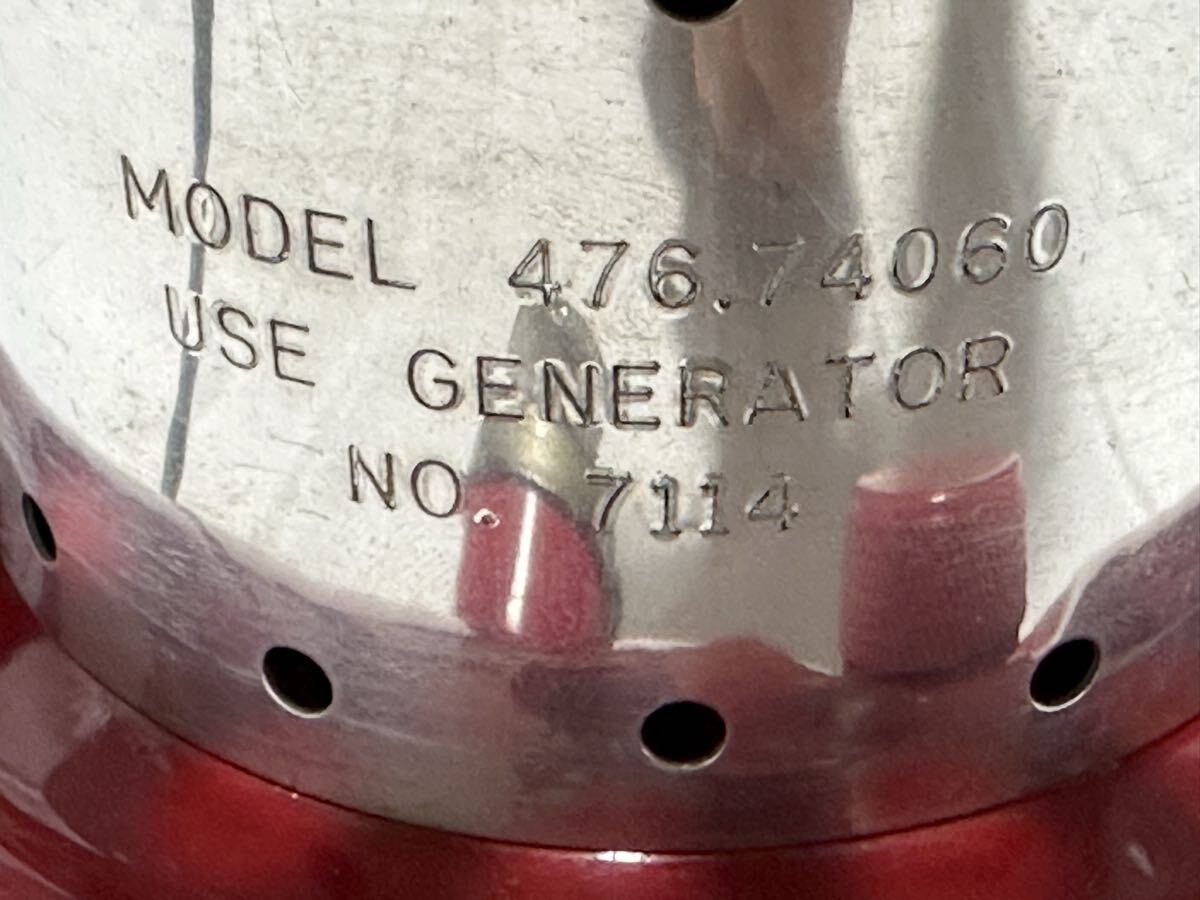 MODEL 476.74060
USE GENERATOR
NO. 7114